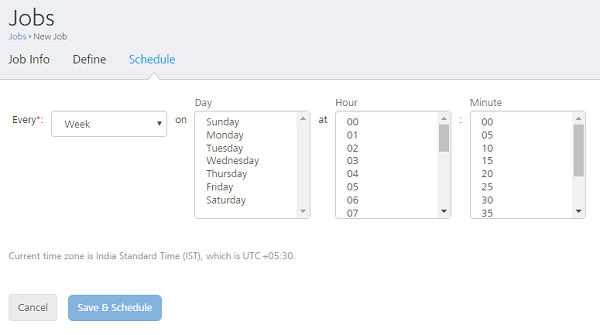 Jobs
Jobs > New Job
Job Info Define Schedule
Day Hour Minute
Every*: Week on at :
Sunday 00 00
Monday 01 05
Tuesday 02 10
Wednesday 03 15
Thursday 04 20
Friday 05 25
Saturday 06 30
07 35
Current time zone is India Standard Time (IST), which is UTC +05:30.
Cancel Save & Schedule